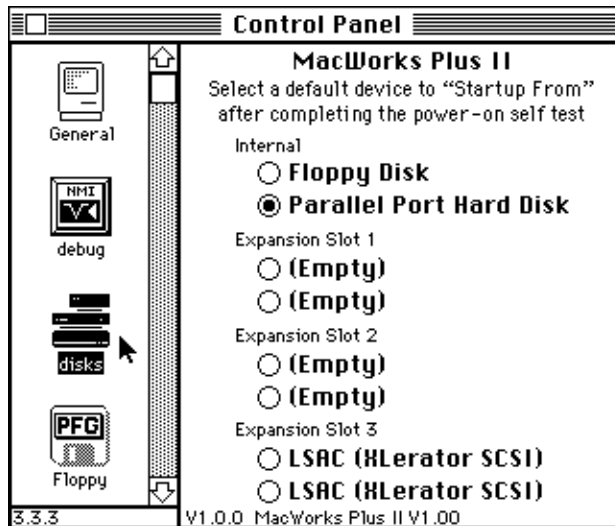 Control Panel
General
NMI
debug
disks
PFG
Floppy
3.3.3
MacWorks Plus II
Select a default device to “Startup From”
after completing the power-on self test
Internal
Floppy Disk
Parallel Port Hard Disk
Expansion Slot 1
(Empty)
(Empty)
Expansion Slot 2
(Empty)
(Empty)
Expansion Slot 3
LSAC (XLerator SCSI)
LSAC (XLerator SCSI)
V1.0.0 MacWorks Plus II V1.00